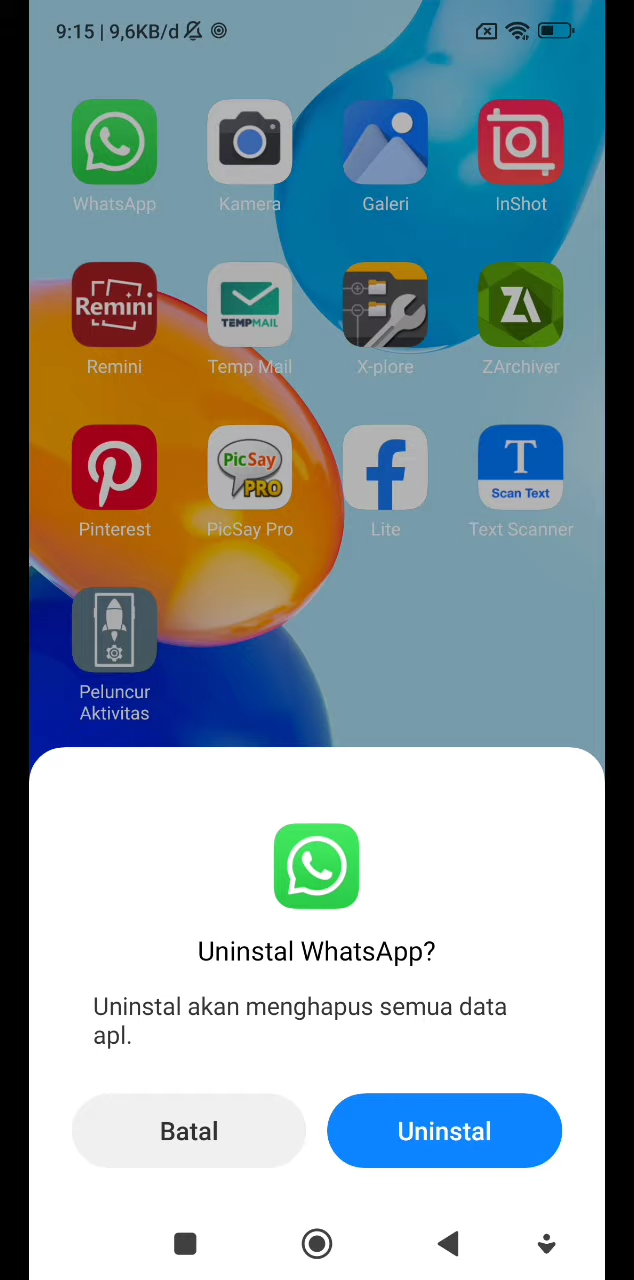 9:15 | 9,6KB/d
WhatsApp
Kamera
Galeri
InShot
Remini
TEMPMAIL
ZA
Remini
Temp Mail
X-plore
ZArchiver
PicSay
PRO
T
Scan Text
Pinterest
PicSay Pro
Lite
Text Scanner
Peluncur
Aktivitas
Uninstal WhatsApp?
Uninstal akan menghapus semua data
apl.
Batal
Uninstal